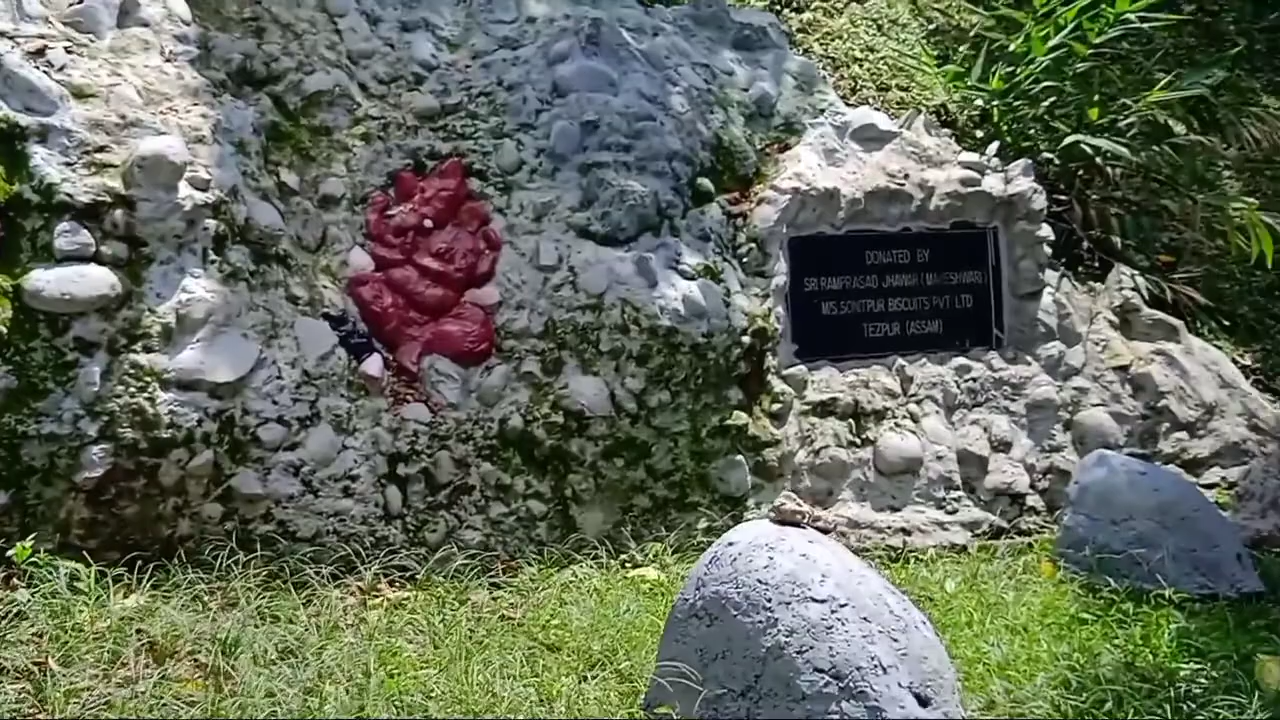 DONATED BY
SRI RAMPRASAD JHAWAR (MAHESHWARI)
M/S. SONITPUR BISCUITS PVT LTD
TEZPUR (ASSAM)